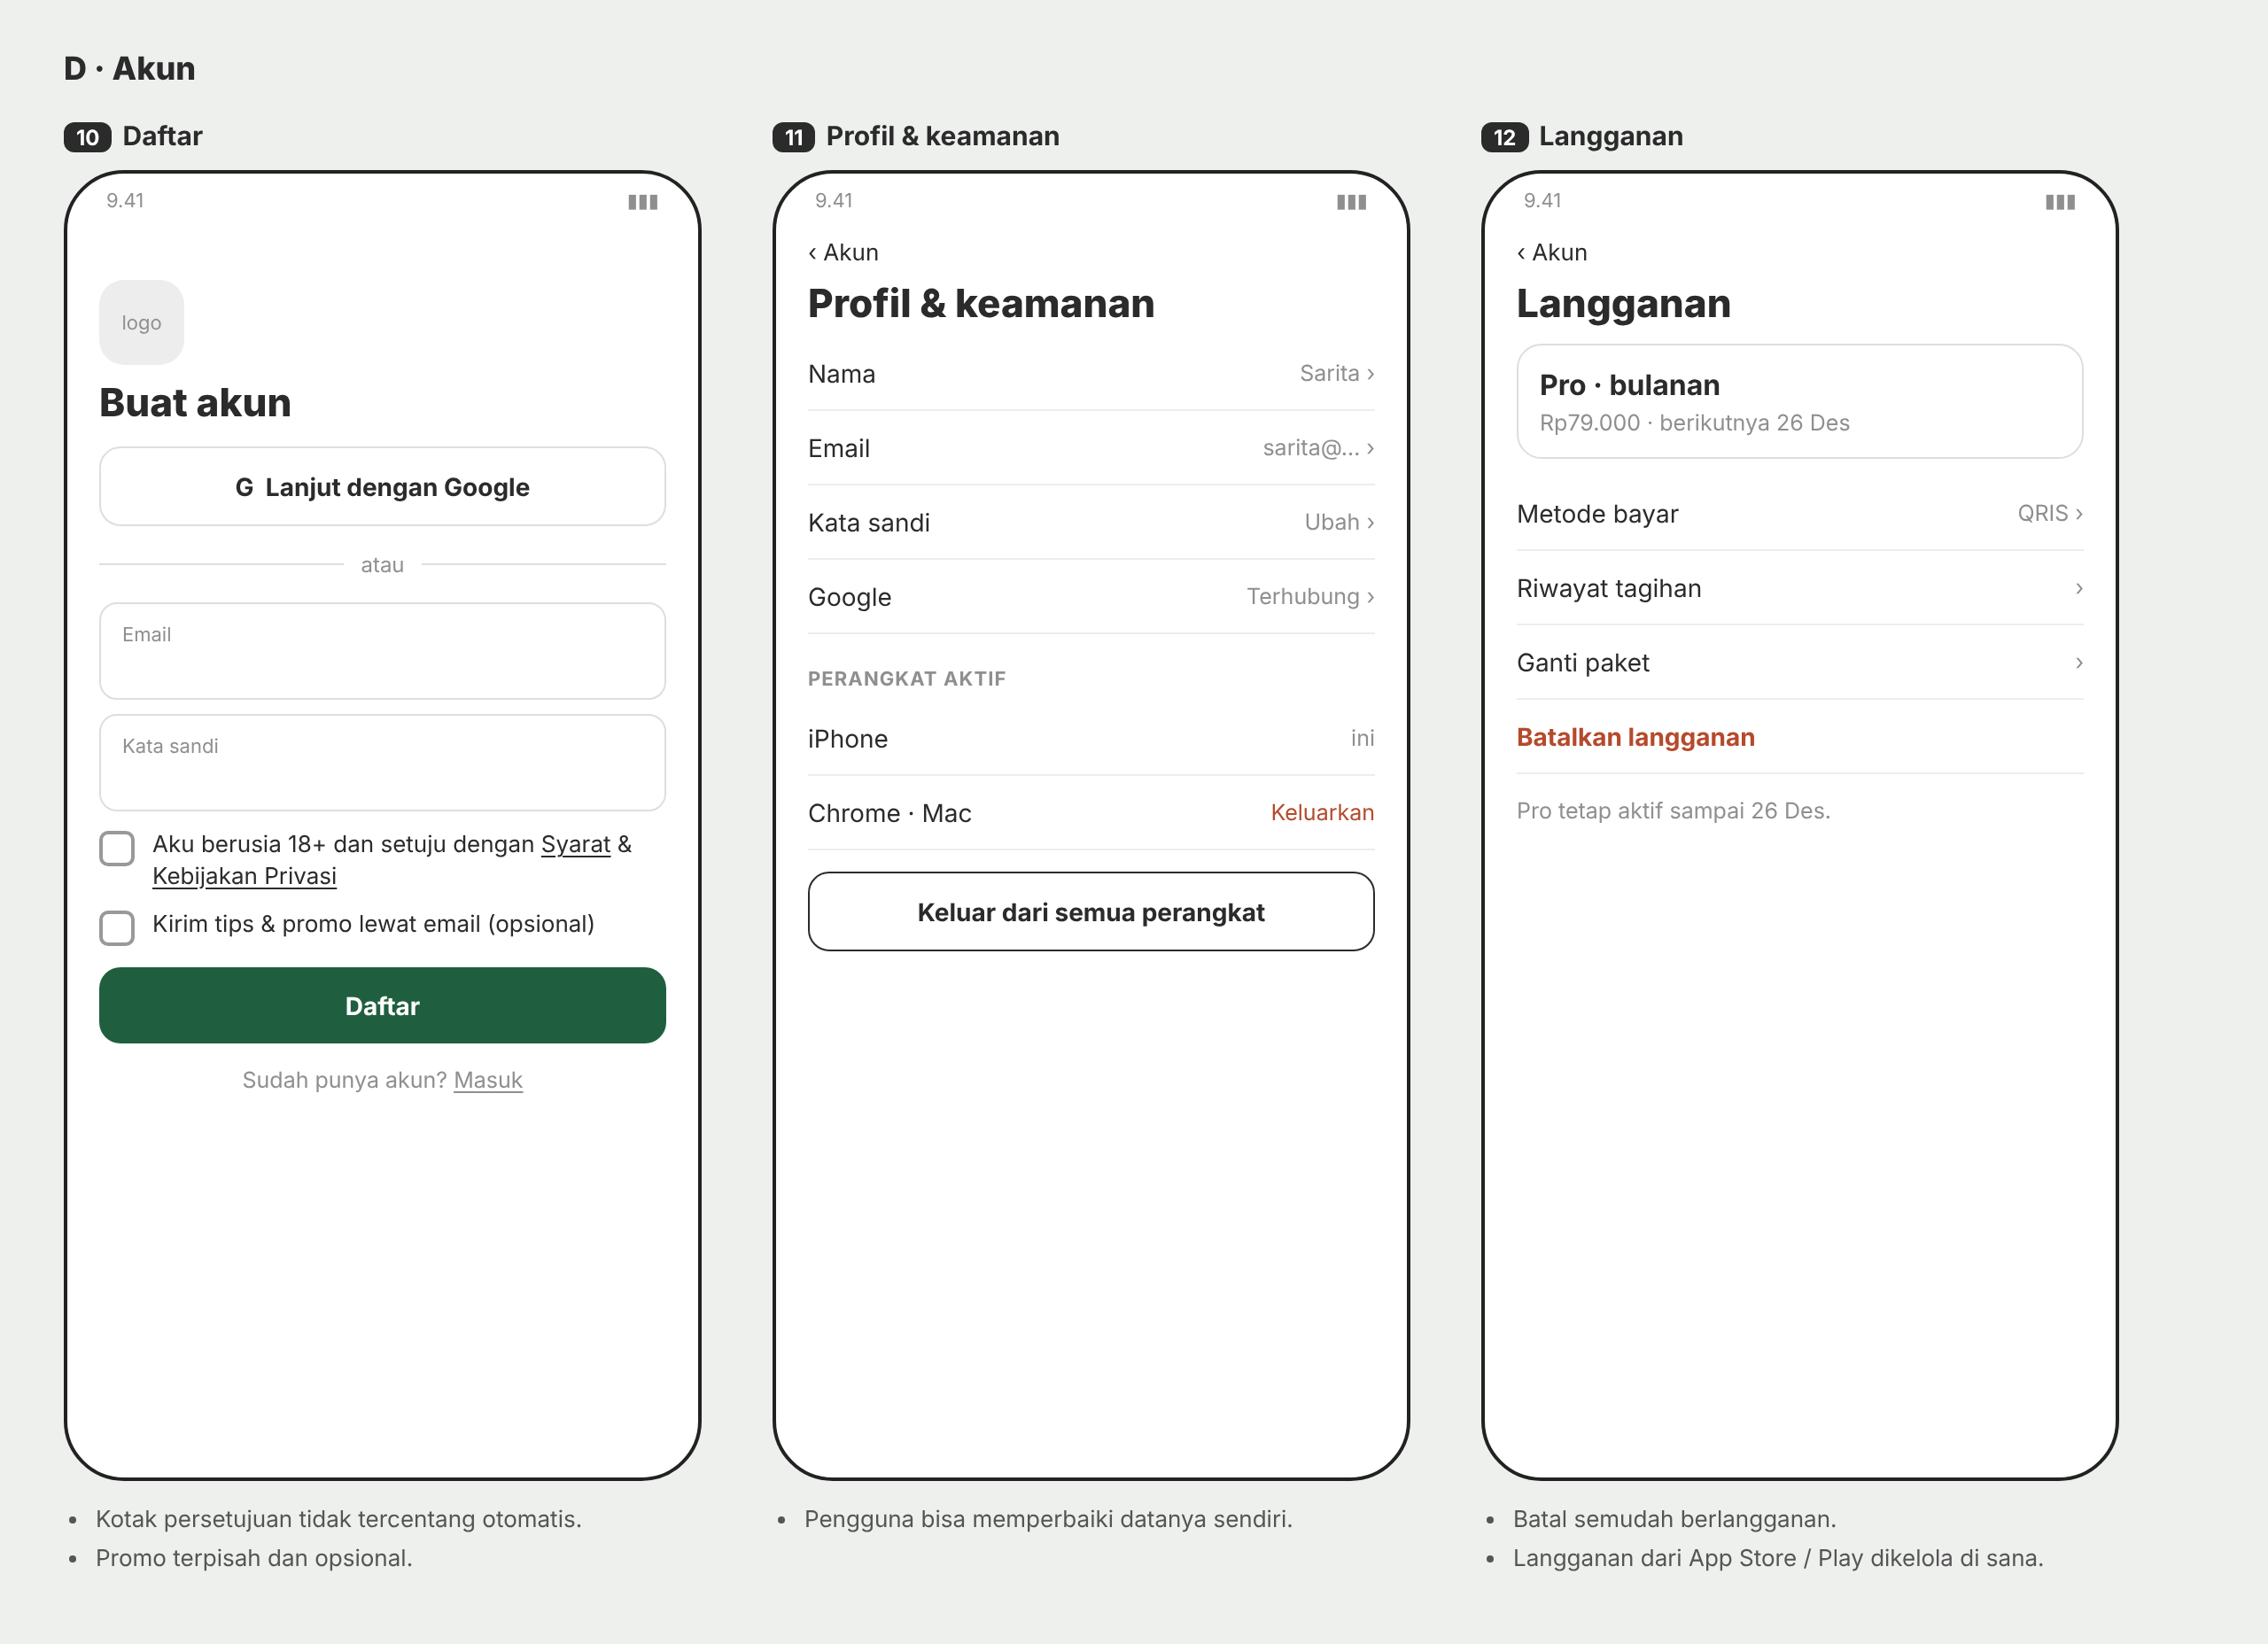 D · Akun
10 Daftar
9.41
logo
Buat akun
G Lanjut dengan Google
atau
Email
Kata sandi
Aku berusia 18+ dan setuju dengan Syarat &
Kebijakan Privasi
Kirim tips & promo lewat email (opsional)
Daftar
Sudah punya akun? Masuk
• Kotak persetujuan tidak tercentang otomatis.
• Promo terpisah dan opsional.
11 Profil & keamanan
9.41
‹ Akun
Profil & keamanan
Nama Sarita ›
Email sarita@... ›
Kata sandi Ubah ›
Google Terhubung ›
PERANGKAT AKTIF
iPhone ini
Chrome · Mac Keluarkan
Keluar dari semua perangkat
• Pengguna bisa memperbaiki datanya sendiri.
12 Langganan
9.41
‹ Akun
Langganan
Pro · bulanan
Rp79.000 · berikutnya 26 Des
Metode bayar QRIS ›
Riwayat tagihan ›
Ganti paket ›
Batalkan langganan
Pro tetap aktif sampai 26 Des.
• Batal semudah berlangganan.
• Langganan dari App Store / Play dikelola di sana.